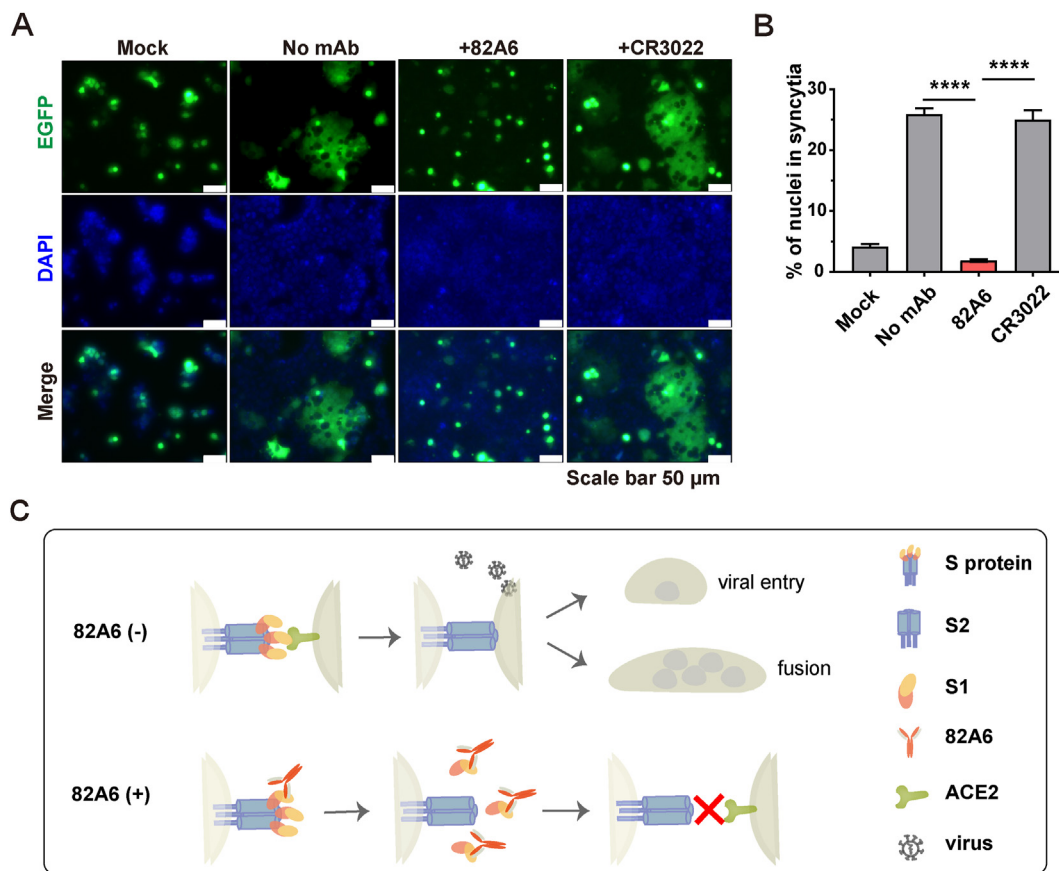 A
Mock No mAb +82A6 +CR3022
EGFP
DAPI
Merge
Scale bar 50 µm
B
**** ****
% of nuclei in syncytia
30
20
10
0
Mock
No mAb
82A6
CR3022
C
82A6 (-)
viral entry
fusion
82A6 (+)
S protein
S2
S1
82A6
ACE2
virus